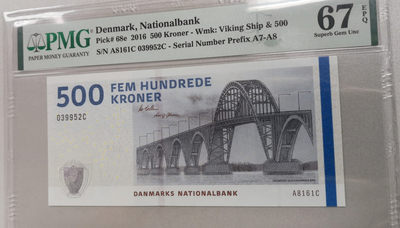 PMG
PAPER MONEY GUARANTY
Denmark, Nationalbank
Pick# 68e 2016 500 Kroner - Wmk: Viking Ship & 500
S/N A8161C 039952C - Serial Number Prefix A7-A8
67 EPQ
Superb Gem Unc
500 FEM HUNDREDE
KRONER
039952C
DANMARKS NATIONALBANK
A8161C